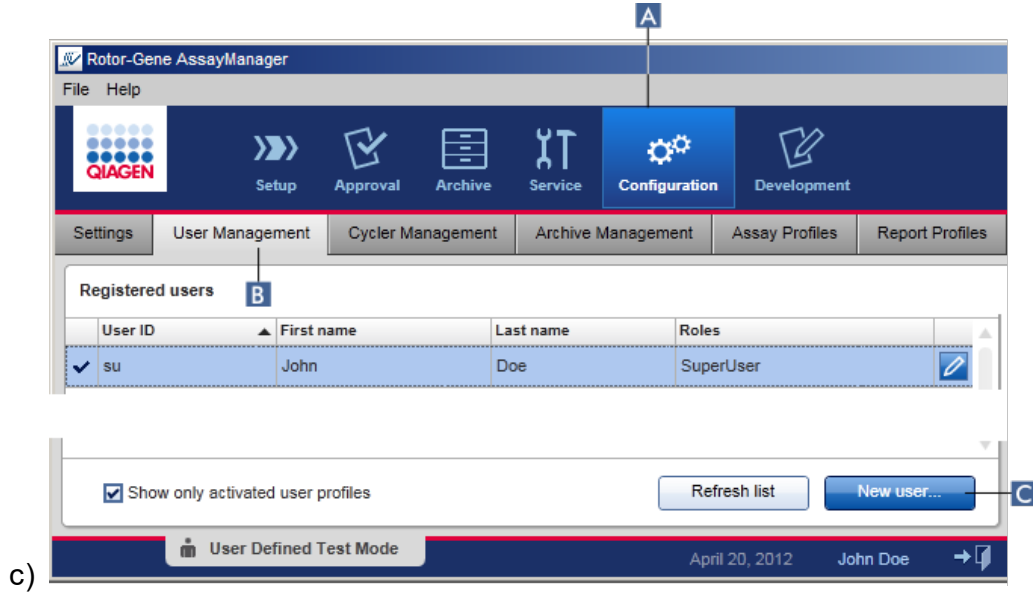 A
Rotor-Gene AssayManager
File Help
QIAGEN
Setup Approval Archive Service Configuration Development
Settings User Management Cycler Management Archive Management Assay Profiles Report Profiles
Registered users B
User ID First name Last name Roles
su John Doe SuperUser
Show only activated user profiles Refresh list New user... C
User Defined Test Mode April 20, 2012 John Doe
c)